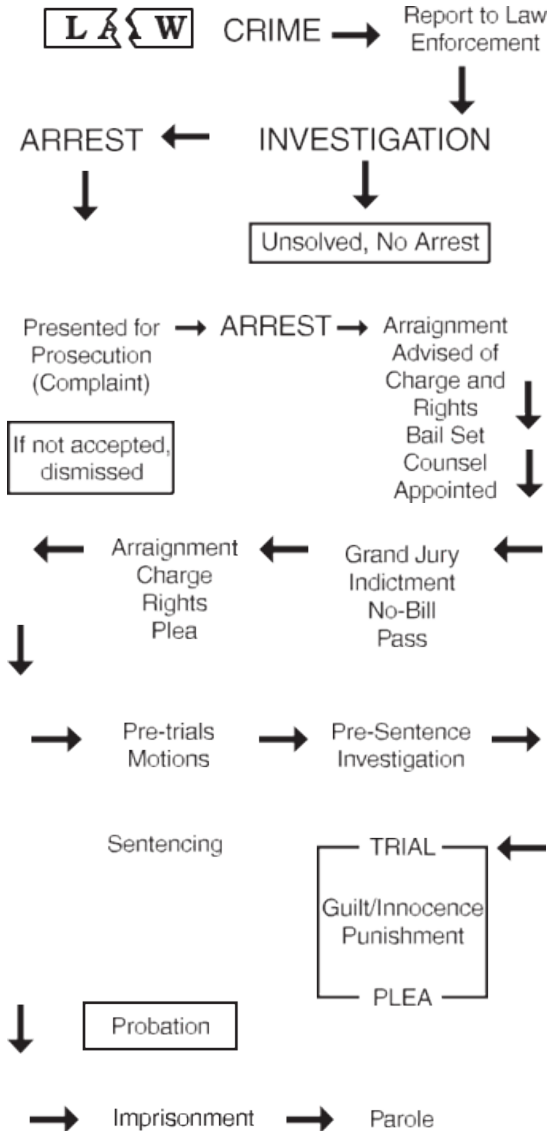 LAW
CRIME
Report to Law
Enforcement
ARREST
INVESTIGATION
Unsolved, No Arrest
Presented for
Prosecution
(Complaint)
ARREST
Arraignment
Advised of
Charge and
Rights
Bail Set
Counsel
Appointed
If not accepted,
dismissed
Arraignment
Charge
Rights
Plea
Grand Jury
Indictment
No-Bill
Pass
Pre-trials
Motions
Pre-Sentence
Investigation
Sentencing
TRIAL
Guilt/Innocence
Punishment
PLEA
Probation
Imprisonment
Parole